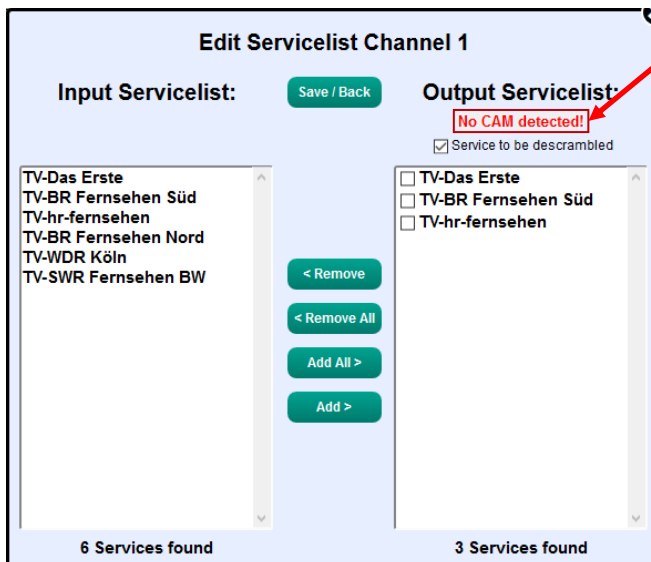 Edit Servicelist Channel 1
Input Servicelist:
Save / Back
Output Servicelist:
No CAM detected!
Service to be descrambled
TV-Das Erste
TV-BR Fernsehen Süd
TV-hr-fernsehen
TV-BR Fernsehen Nord
TV-WDR Köln
TV-SWR Fernsehen BW
< Remove
< Remove All
Add All >
Add >
TV-Das Erste
TV-BR Fernsehen Süd
TV-hr-fernsehen
6 Services found
3 Services found